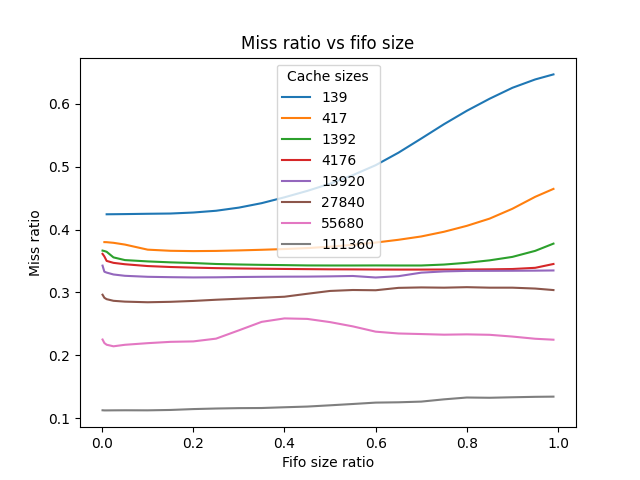 Miss ratio vs fifo size
Cache sizes
139
417
1392
4176
13920
27840
55680
111360
Miss ratio
0.6
0.5
0.4
0.3
0.2
0.1
0.0 0.2 0.4 0.6 0.8 1.0
Fifo size ratio